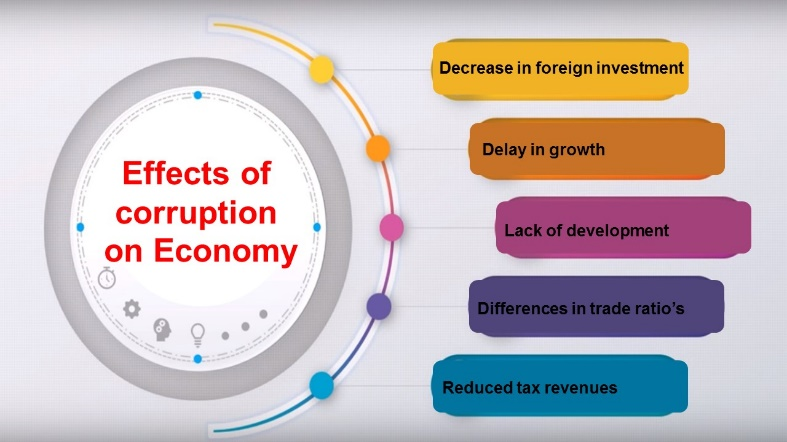 Effects of
corruption
on Economy
Decrease in foreign investment
Delay in growth
Lack of development
Differences in trade ratio's
Reduced tax revenues